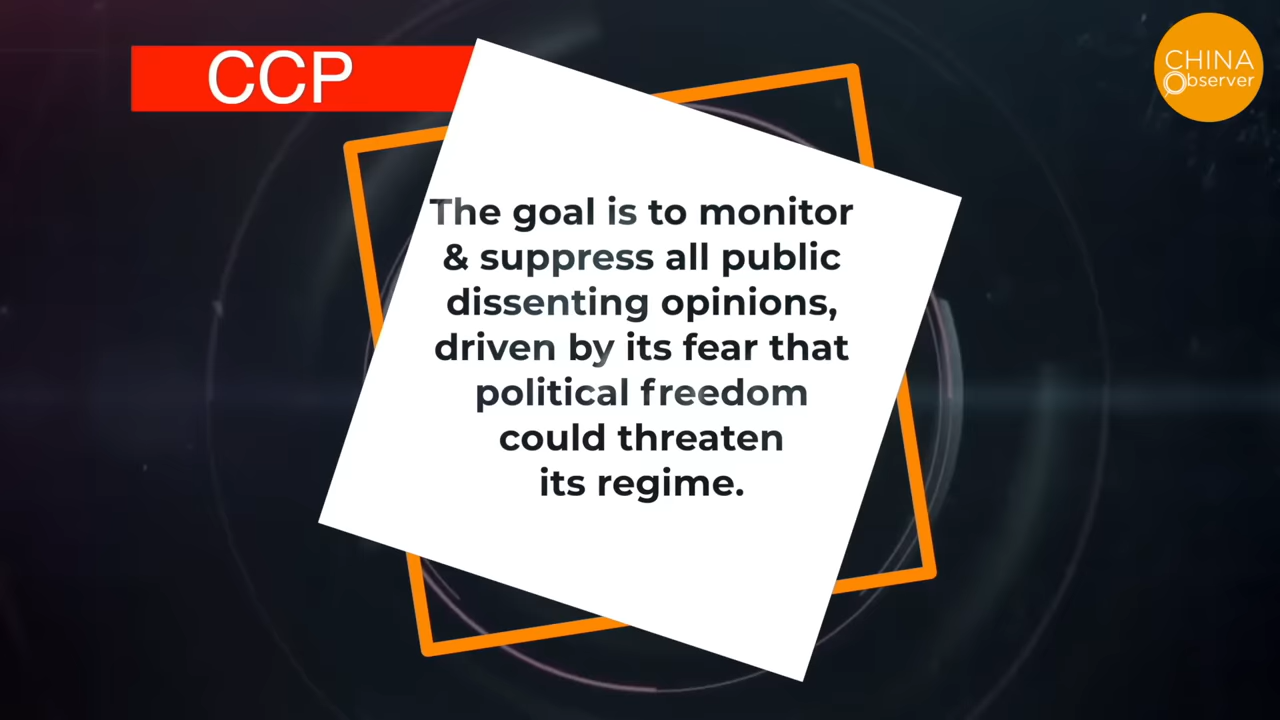 CCP
CHINA
Observer
The goal is to monitor
& suppress all public
dissenting opinions,
driven by its fear that
political freedom
could threaten
its regime.